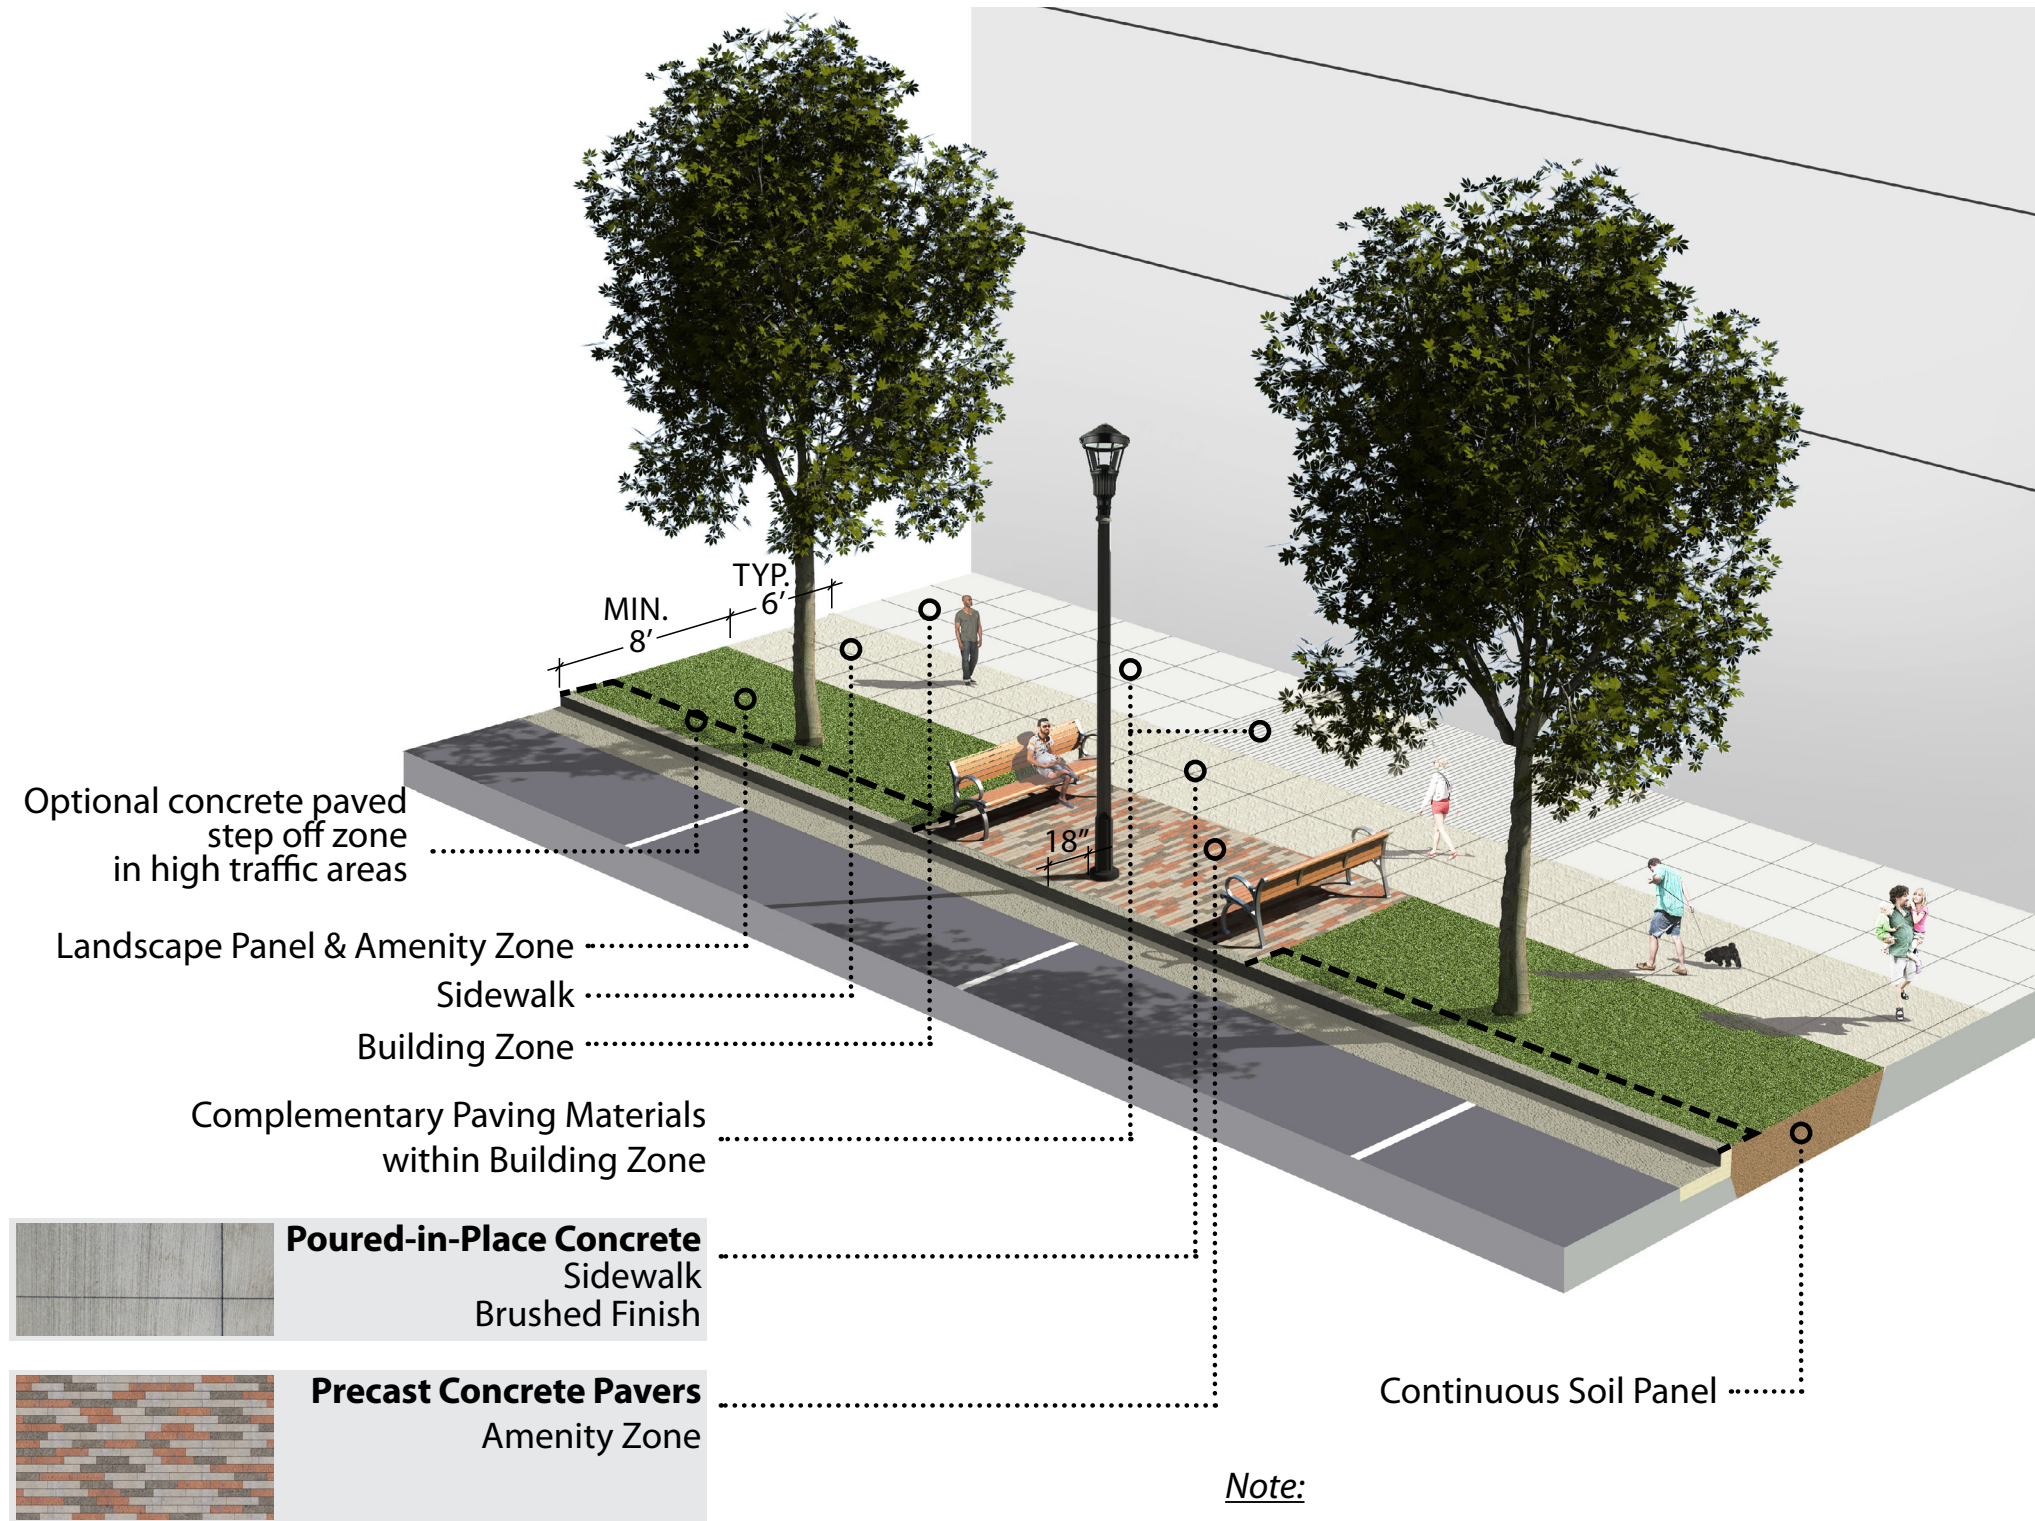 TYP.
6’
MIN.
8’
18”
Optional concrete paved
step off zone
in high traffic areas
Landscape Panel & Amenity Zone
Sidewalk
Building Zone
Complementary Paving Materials
within Building Zone
Poured-in-Place Concrete
Sidewalk
Brushed Finish
Precast Concrete Pavers
Amenity Zone
Continuous Soil Panel
Note: